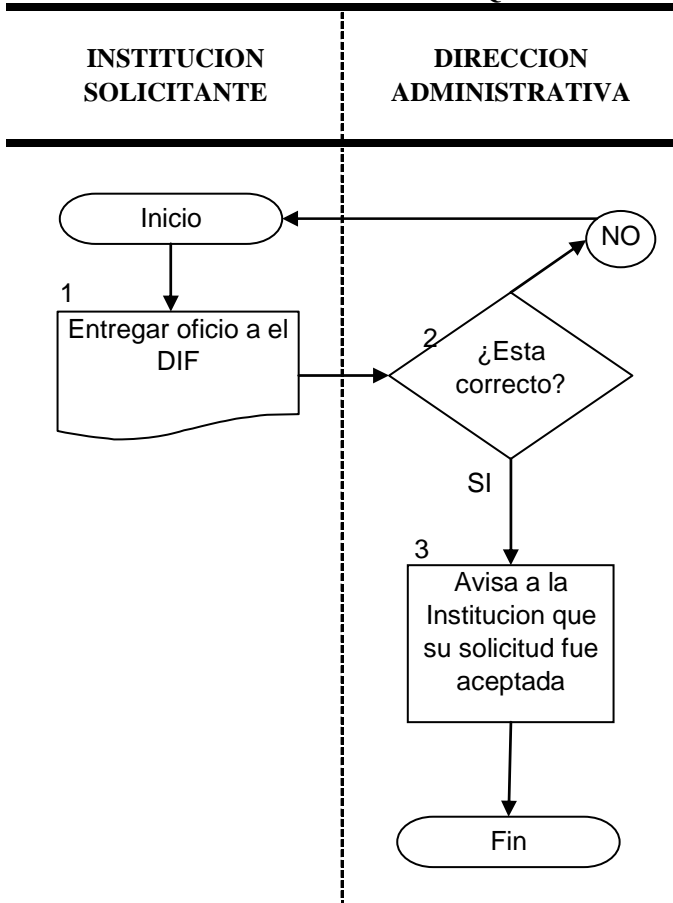 INSTITUCION
SOLICITANTE
DIRECCION
ADMINISTRATIVA
Inicio
NO
1
Entregar oficio a el
DIF
2
¿Esta
correcto?
SI
3
Avisa a la
Institucion que
su solicitud fue
aceptada
Fin